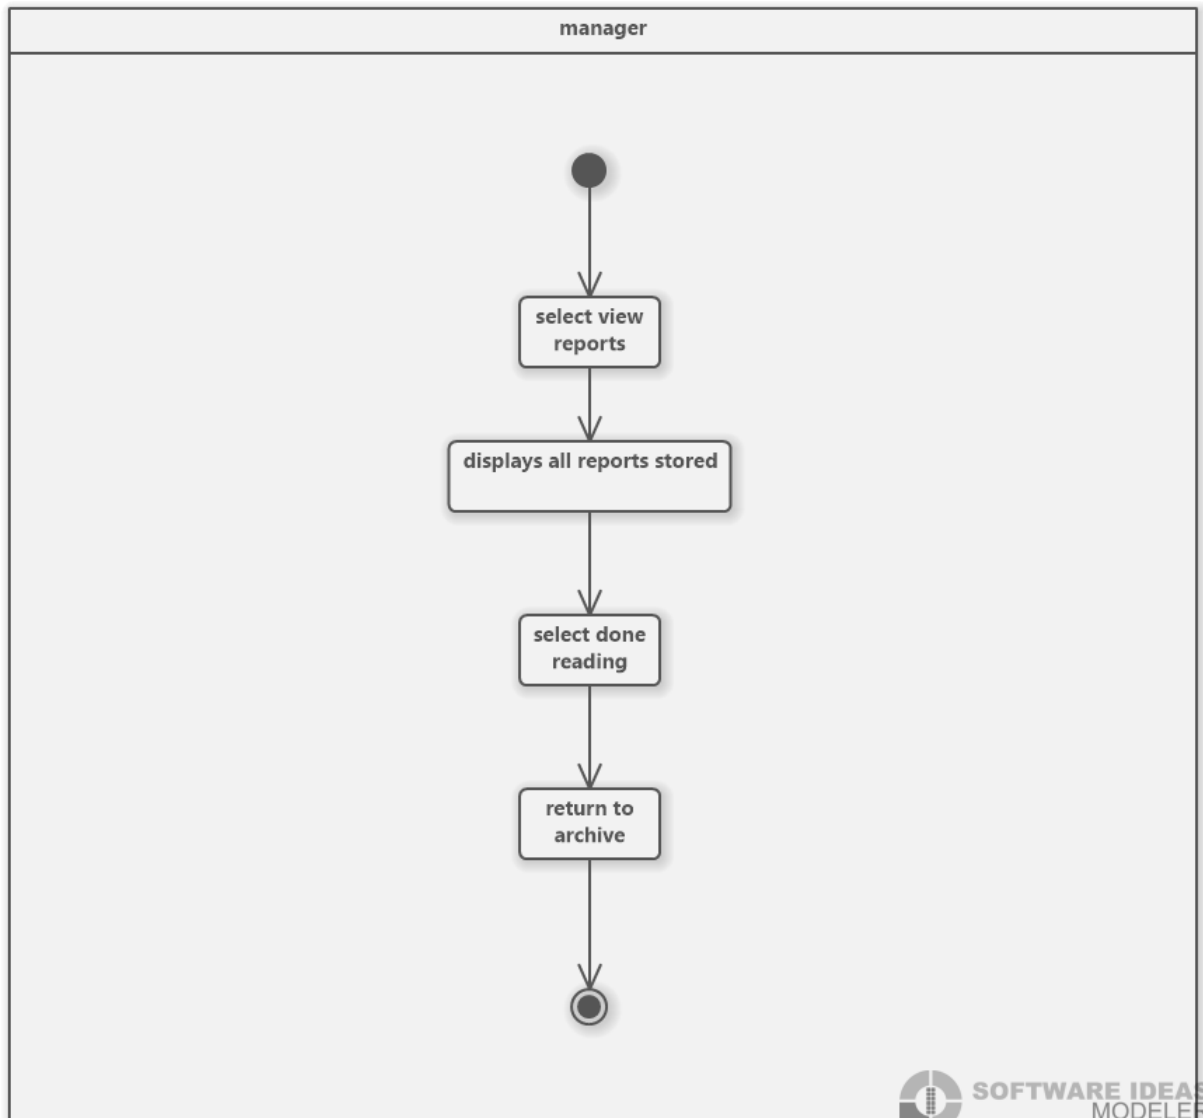 manager
select view
reports
displays all reports stored
select done
reading
return to
archive
SOFTWARE IDEAS
MODELER